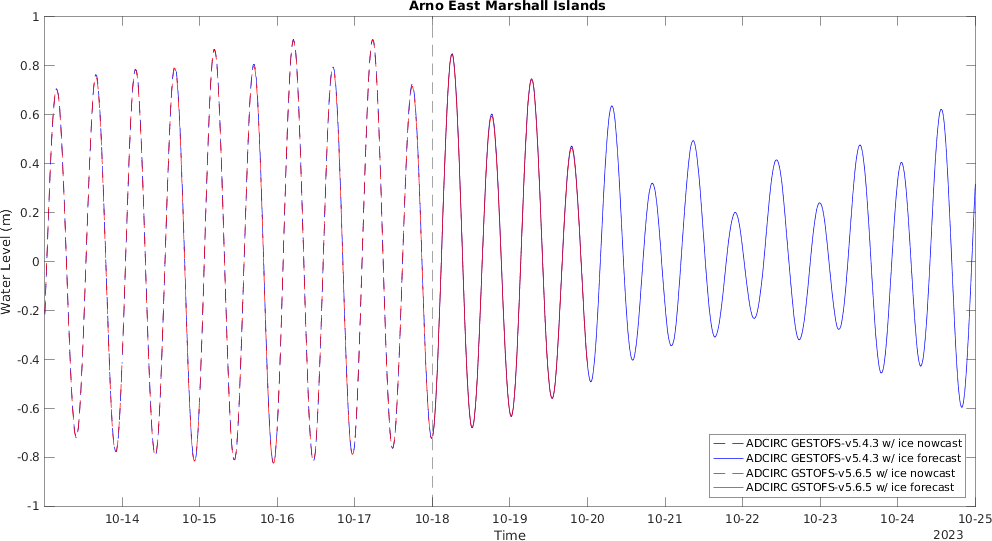 Arno East Marshall Islands
1
0.8
0.6
0.4
0.2
0
-0.2
-0.4
-0.6
-0.8
-1
Water Level (m)
10-14 10-15 10-16 10-17 10-18 10-19 10-20 10-21 10-22 10-23 10-24 10-25
Time
2023
ADCIRC GESTOFS-v5.4.3 w/ ice nowcast
ADCIRC GESTOFS-v5.4.3 w/ ice forecast
ADCIRC GSTOFS-v5.6.5 w/ ice nowcast
ADCIRC GSTOFS-v5.6.5 w/ ice forecast